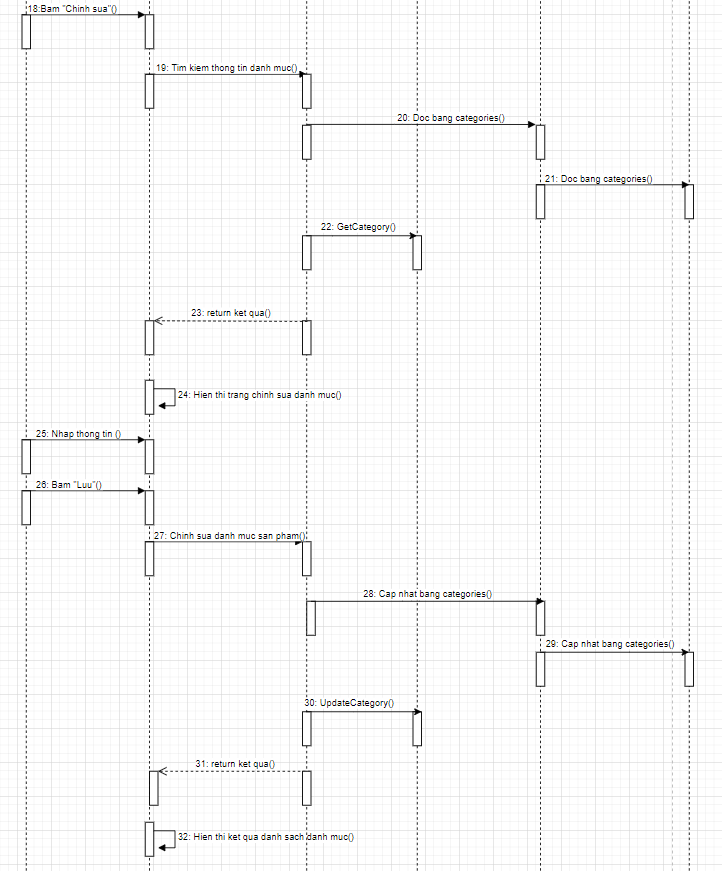 18:Bam "Chinh sua"()
19: Tim kiem thong tin danh muc()
20: Doc bang categories()
21: Doc bang categories()
22: GetCategory()
23: return ket qua()
24: Hien thi trang chinh sua danh muc()
25: Nhap thong tin ()
26: Bam "Luu"()
27: Chinh sua danh muc san pham()
28: Cap nhat bang categories()
29: Cap nhat bang categories()
30: UpdateCategory()
31: return ket qua()
32: Hien thi ket qua danh sach danh muc()